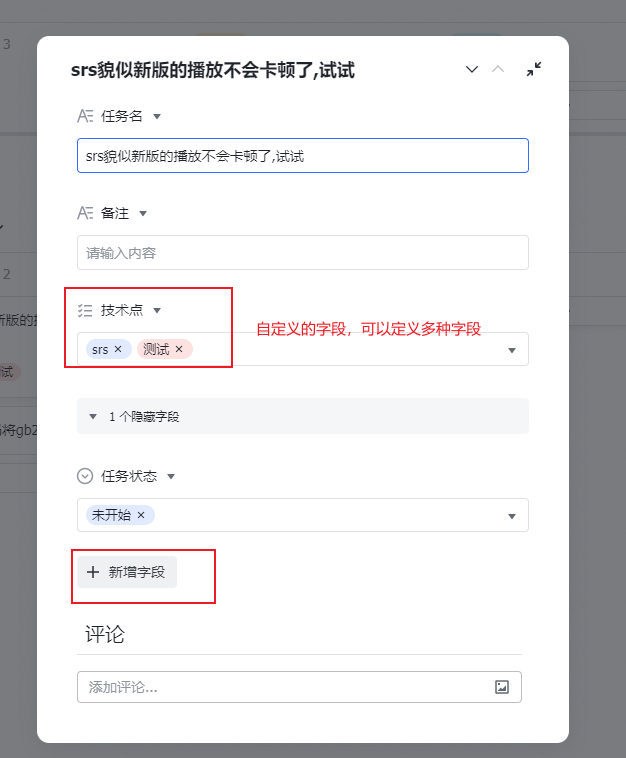 3
srs貌似新版的播放不会卡顿了,试试
任务名
srs貌似新版的播放不会卡顿了,试试
备注
请输入内容
2
技术点
新版的播
自定义的字段，可以定义多种字段
srs × 测试 ×
试
1 个隐藏字段
将gb2
任务状态
未开始 ×
+ 新增字段
评论
添加评论...